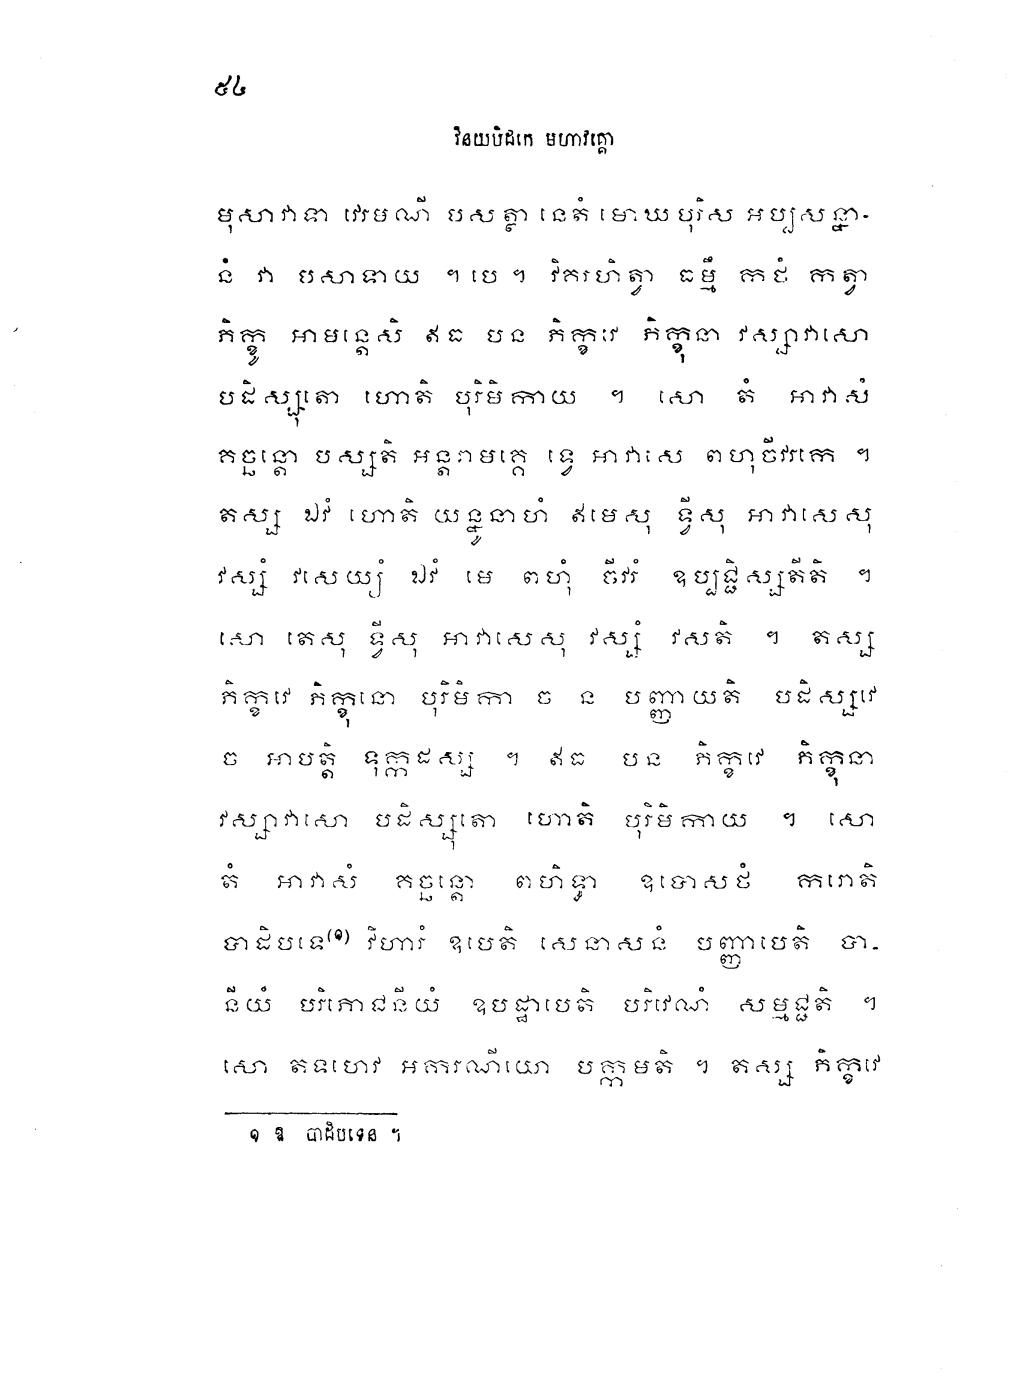 ៥៤
វិនយបិដកេ មហាវគ្គោ
មុសាវាទា វេរមណី បសត្ថា នេតំ មោឃបុរិស អប្បសន្នា-
នំ វា បសាទាយ ។ បេ ។ វិគរហិត្វា ធម្មឹ កថំ កត្វា
ភិក្ខូ អាមន្តេសិ ឥធ បន ភិក្ខវេ ភិក្ខុនា វស្សាវាសោ
បដិស្សុតោ ហោតិ បុរិមិកាយ ។ សោ តំ អាវាសំ
គច្ឆន្តោ បស្សតិ អន្តរាមគ្គេ ទ្វេ អាវាសេ ពហុចីវរកេ ។
តស្ស ឯវំ ហោតិ យន្នូនាហំ ឥមេសុ ទ្វីសុ អាវាសេសុ
វស្សំ វសេយ្យំ ឯវំ មេ ពហុំ ចីវរំ ឧប្បជ្ជិស្សតីតិ ។
សោ តេសុ ទ្វីសុ អាវាសេសុ វស្សំ វសតិ ។ តស្ស
ភិក្ខវេ ភិក្ខុនោ បុរិមិកា ច ន បញ្ញាយតិ បដិស្សវេ
ច អាបត្តិ ទុក្កដស្ស ។ ឥធ បន ភិក្ខវេ ភិក្ខុនា
វស្សាវាសោ បដិស្សុតោ ហោតិ បុរិមិកាយ ។ សោ
តំ អាវាសំ គច្ឆន្តោ ពហិទ្ធា ឧបោសថំ ករោតិ
បាដិបទេ(១) វិហារំ ឧបេតិ សេនាសនំ បញ្ញាបេតិ បា-
នីយំ បរិភោជនីយំ ឧបដ្ឋាបេតិ បរិវេណំ សម្មជ្ជតិ ។
សោ តទហេវ អករណីយោ បក្កមតិ ។ តស្ស ភិក្ខវេ
១ ឱ បាដិបទេន ។